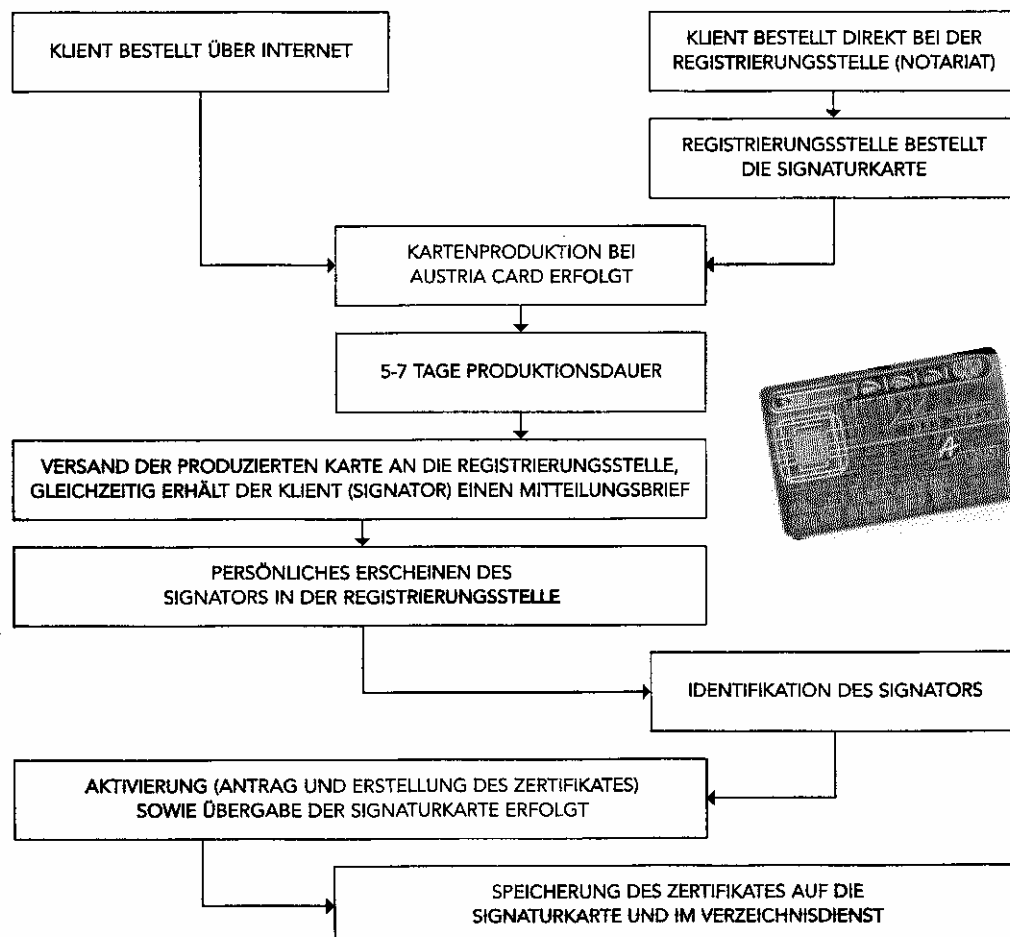 KLIENT BESTELLT ÜBER INTERNET
KLIENT BESTELLT DIREKT BEI DER
REGISTRIERUNGSSTELLE (NOTARIAT)
REGISTRIERUNGSSTELLE BESTELLT
DIE SIGNATURKARTE
KARTENPRODUKTION BEI
AUSTRIA CARD ERFOLGT
5-7 TAGE PRODUKTIONSDAUER
VERSAND DER PRODUZIERTEN KARTE AN DIE REGISTRIERUNGSSTELLE,
GLEICHZEITIG ERHÄLT DER KLIENT (SIGNATOR) EINEN MITTEILUNGSBRIEF
PERSÖNLICHES ERSCHEINEN DES
SIGNATORS IN DER REGISTRIERUNGSSTELLE
IDENTIFIKATION DES SIGNATORS
AKTIVIERUNG (ANTRAG UND ERSTELLUNG DES ZERTIFIKATES)
SOWIE ÜBERGABE DER SIGNATURKARTE ERFOLGT
SPEICHERUNG DES ZERTIFIKATES AUF DIE
SIGNATURKARTE UND IM VERZEICHNISDIENST